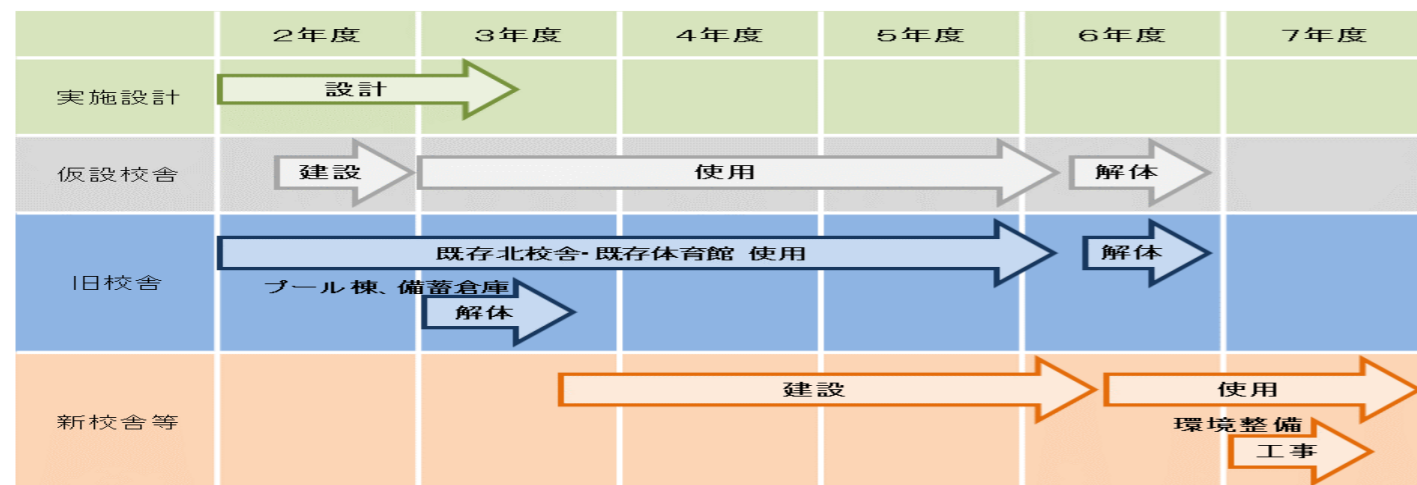 2年度 3年度 4年度 5年度 6年度 7年度
実施設計 設計
仮設校舎 建設 使用 解体
旧校舎 既存北校舎・既存体育館 使用 解体
プール棟、備蓄倉庫
解体
新校舎等 建設 使用
環境整備
工事